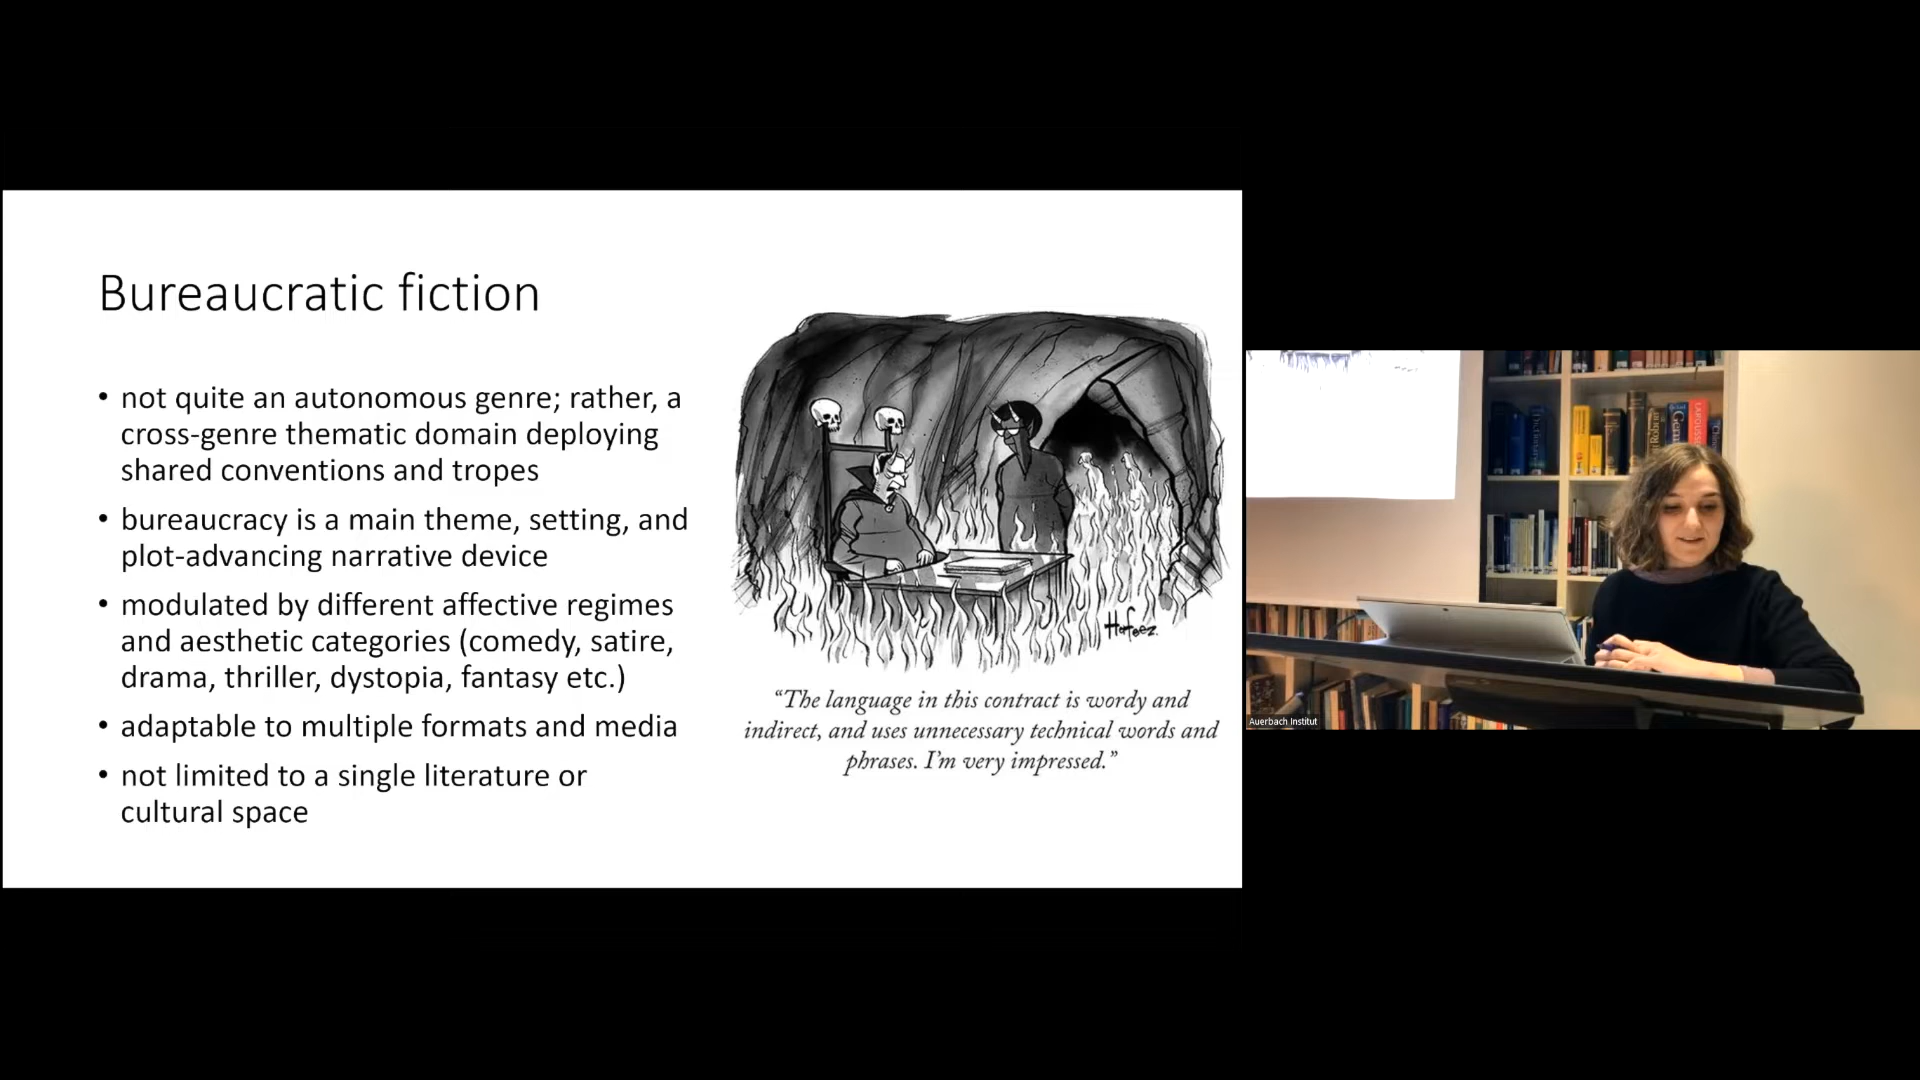 Bureaucratic fiction
• not quite an autonomous genre; rather, a
cross-genre thematic domain deploying
shared conventions and tropes
• bureaucracy is a main theme, setting, and
plot-advancing narrative device
• modulated by different affective regimes
and aesthetic categories (comedy, satire,
drama, thriller, dystopia, fantasy etc.)
• adaptable to multiple formats and media
• not limited to a single literature or
cultural space
Hafeez.
“The language in this contract is wordy and
indirect, and uses unnecessary technical words and
phrases. I’m very impressed.”
Auerbach Institut